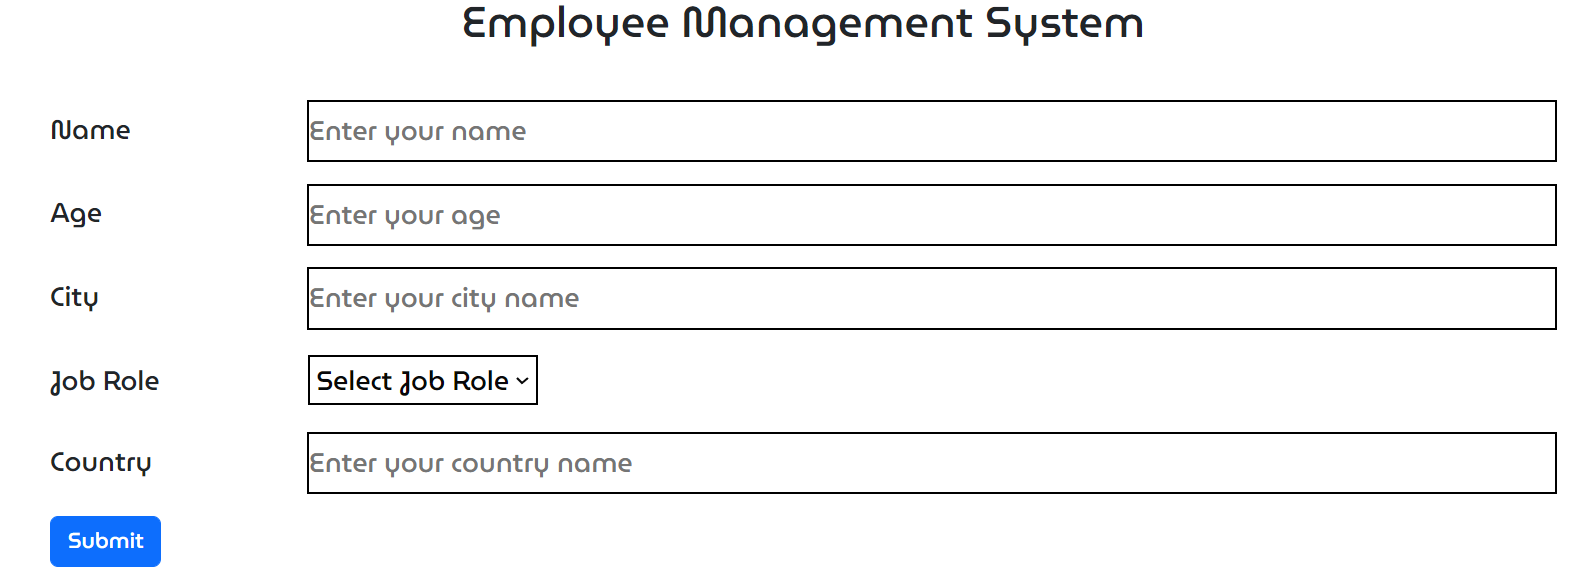 Employee Management System
Name
Enter your name
Age
Enter your age
City
Enter your city name
Job Role
Select Job Role
Country
Enter your country name
Submit